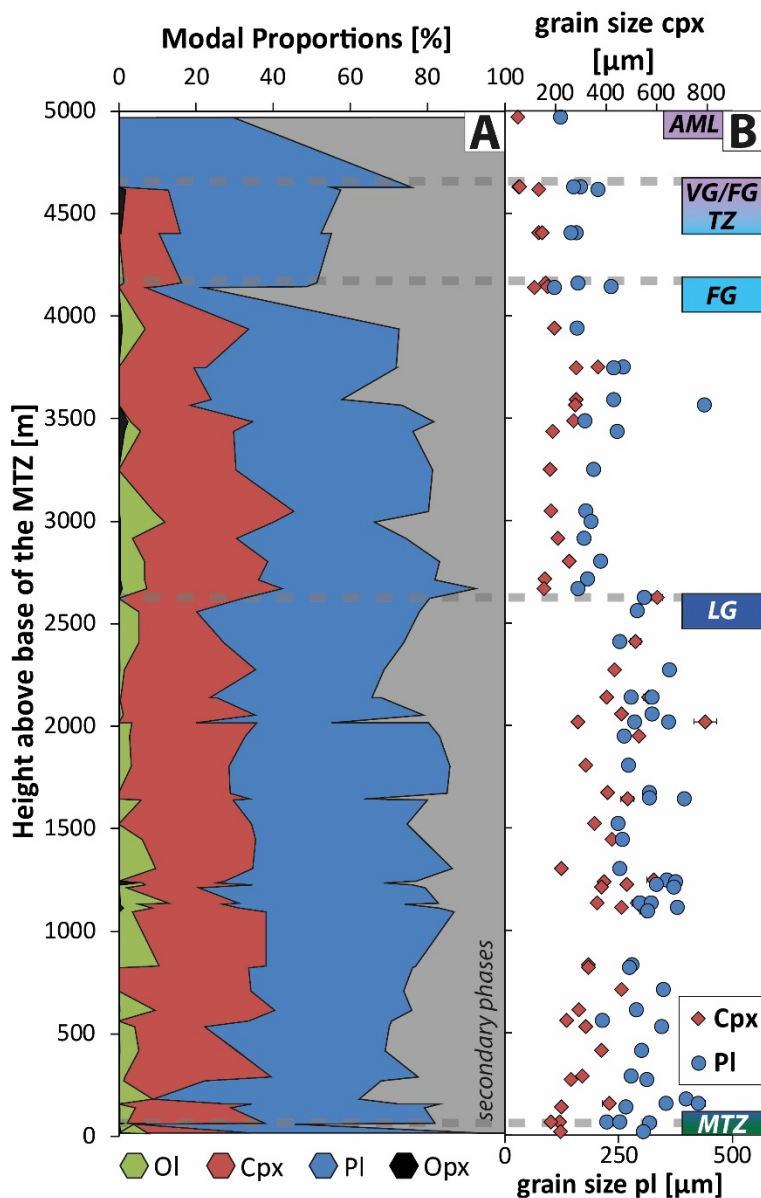 Modal Proportions [%]
grain size cpx
[µm]
0 20 40 60 80 100
200 400 600 800
5000
4500
4000
3500
3000
2500
2000
1500
1000
500
0
Height above base of the MTZ [m]
A
B
AML
VG/FG
TZ
FG
LG
MTZ
secondary phases
Cpx
Pl
0 250 500
grain size pl [µm]
Ol Cpx Pl Opx